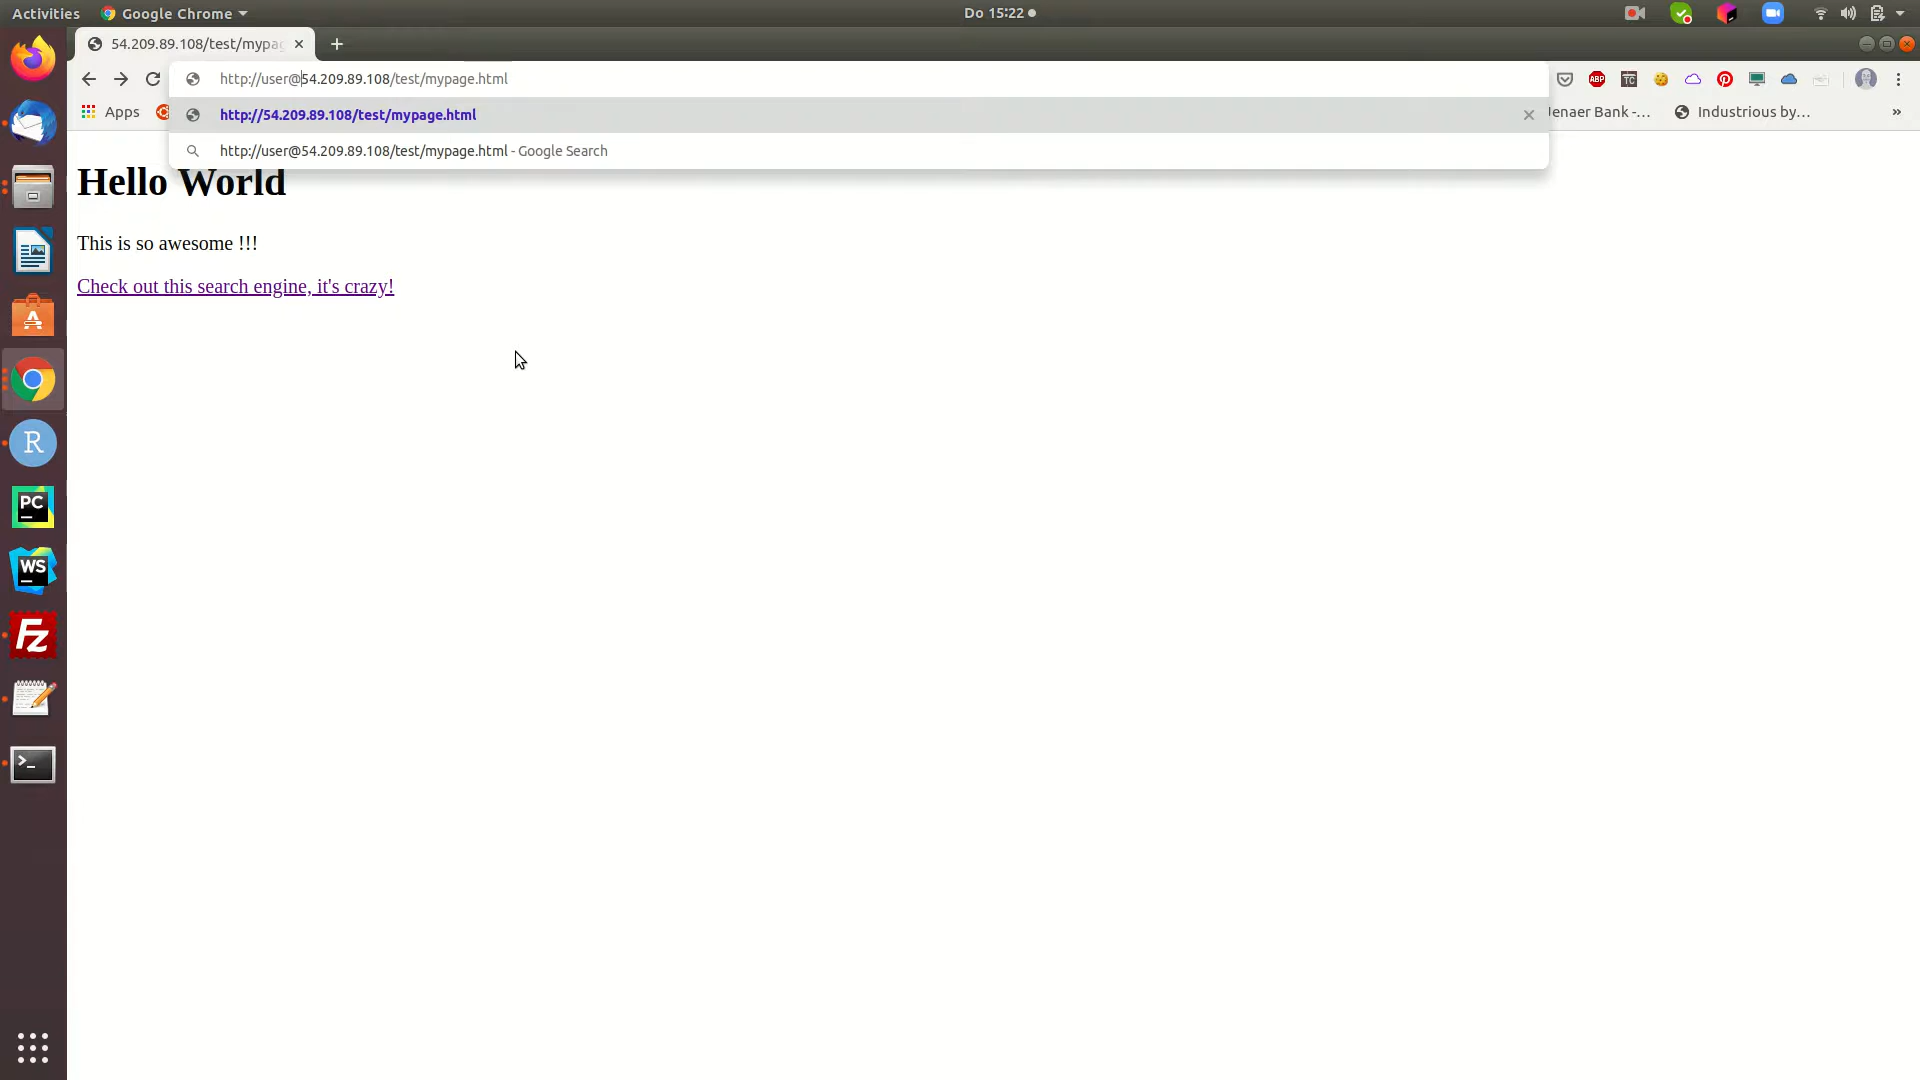 Activities Google Chrome Do 15:22
54.209.89.108/test/mypag
http://user@54.209.89.108/test/mypage.html
ABP TC
http://54.209.89.108/test/mypage.html
Apps Jenaer Bank -... Industrious by... »
http://user@54.209.89.108/test/mypage.html - Google Search
Hello World
This is so awesome !!!
Check out this search engine, it's crazy!
A
R
PC
WS
Fz
>_